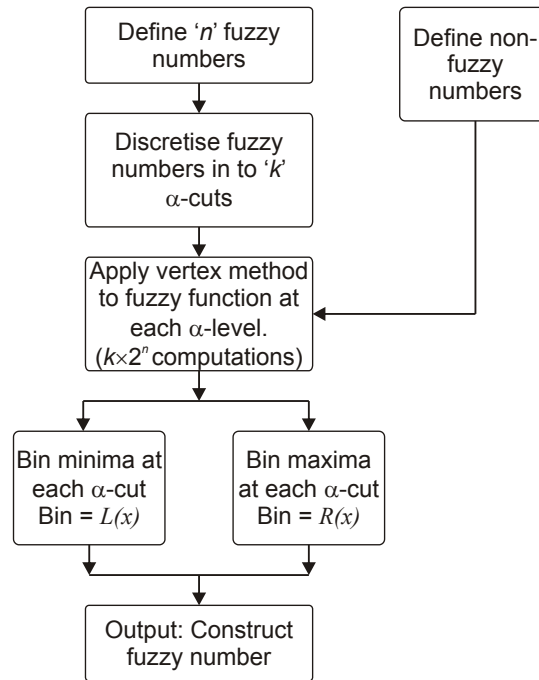 Define ‘n’ fuzzy
numbers
Define non-
fuzzy
numbers
Discretise fuzzy
numbers in to ‘k’
α-cuts
Apply vertex method
to fuzzy function at
each α-level.
(k×2ⁿ computations)
Bin minima at
each α-cut
Bin = L(x)
Bin maxima
at each α-cut
Bin = R(x)
Output: Construct
fuzzy number